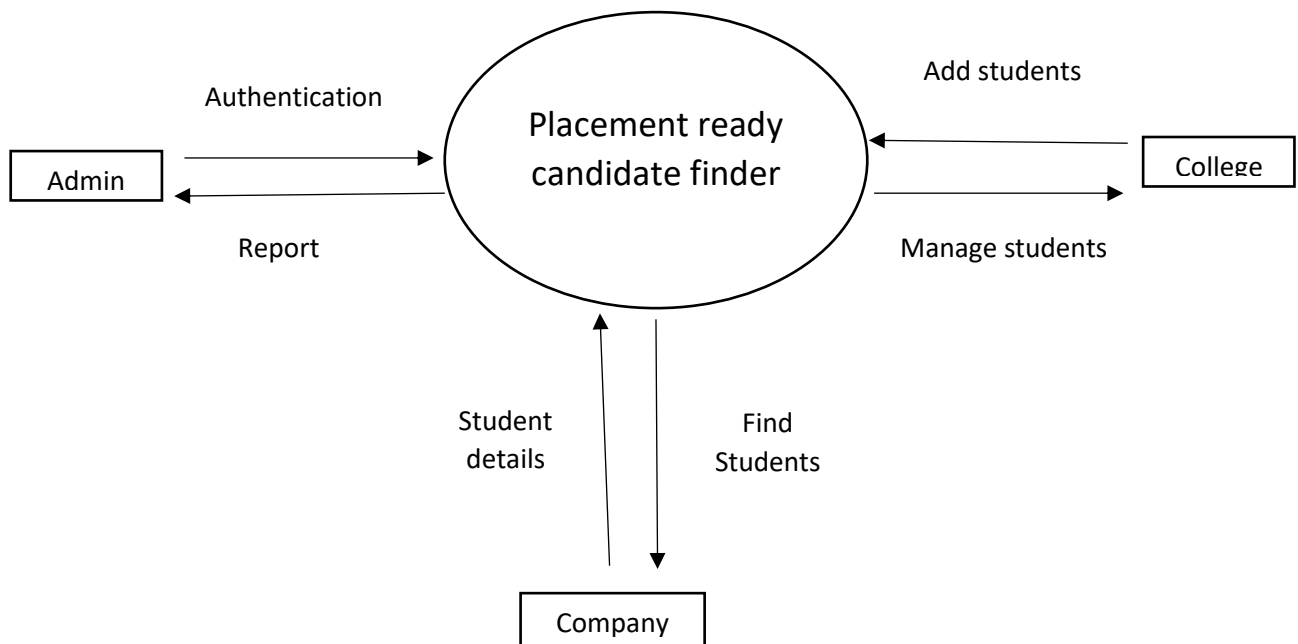 Add students
Authentication
Placement ready
candidate finder
Admin
College
Report
Manage students
Student
details
Find
Students
Company